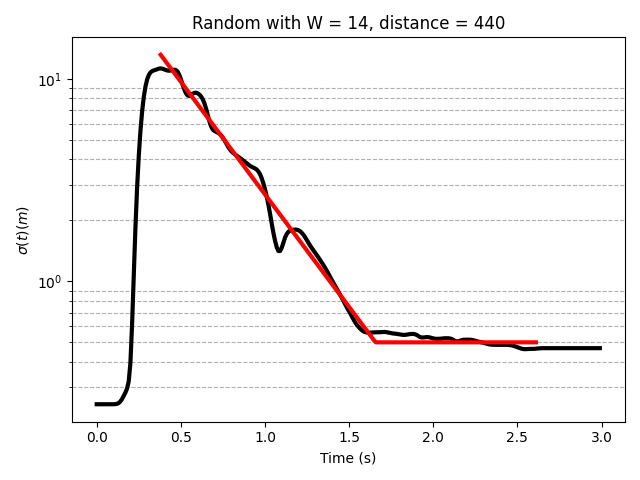 Random with W = 14, distance = 440
10¹
10⁰
σ(t)(m)
0.0 0.5 1.0 1.5 2.0 2.5 3.0
Time (s)